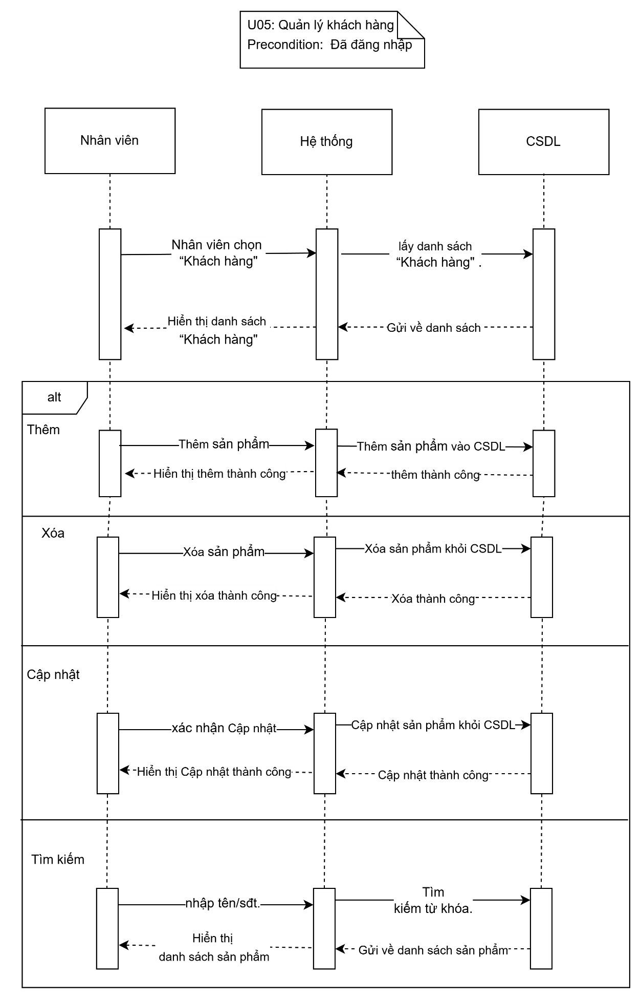 U05: Quản lý khách hàng
Precondition:  Đã đăng nhập
Nhân viên
Hệ thống
CSDL
Nhân viên chọn
“Khách hàng"
lấy danh sách
“Khách hàng" .
Hiển thị danh sách
“Khách hàng"
Gửi về danh sách
alt
Thêm
Thêm sản phẩm
Thêm sản phẩm vào CSDL
Hiển thị thêm thành công
thêm thành công
Xóa
Xóa sản phẩm
Xóa sản phẩm khỏi CSDL
Hiển thị xóa thành công
Xóa thành công
Cập nhật
xác nhận Cập nhật
Cập nhật sản phẩm khỏi CSDL
Hiển thị Cập nhật thành công
Cập nhật thành công
Tìm kiếm
nhập tên/sđt.
Tìm
kiếm từ khóa.
Hiển thị
danh sách sản phẩm
Gửi về danh sách sản phẩm